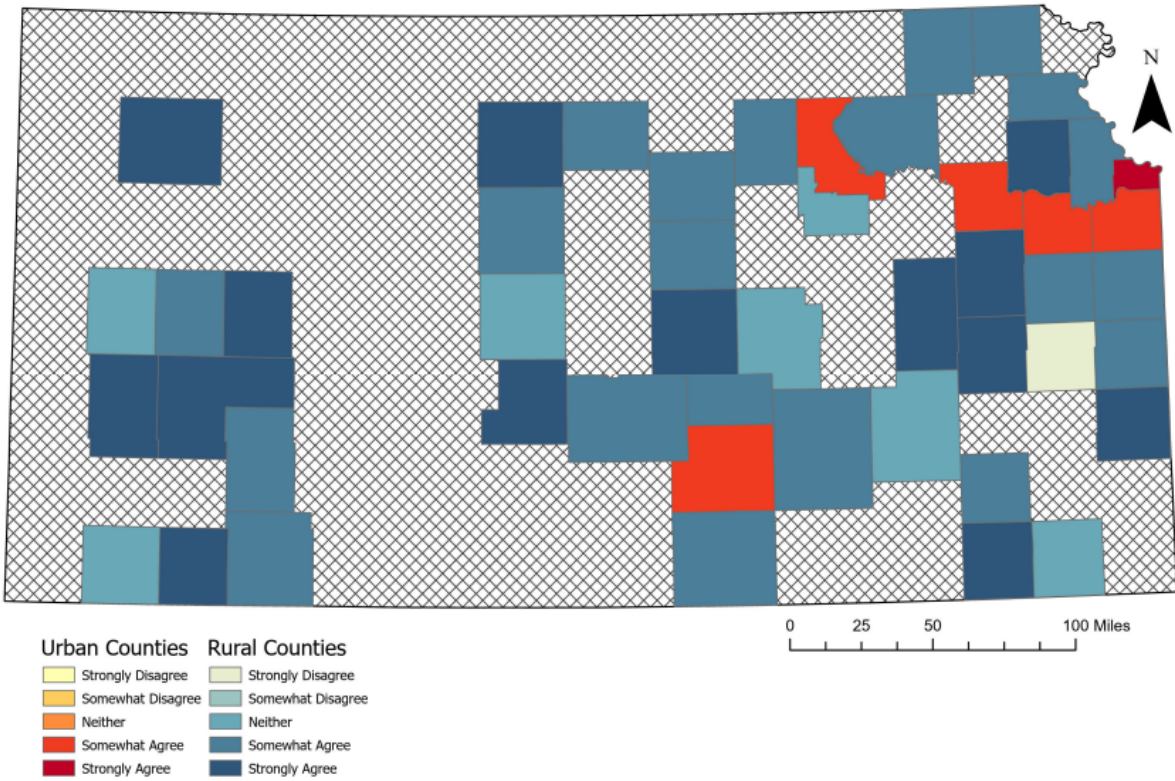 N
0 25 50 100 Miles
Urban Counties Rural Counties
Strongly Disagree Strongly Disagree
Somewhat Disagree Somewhat Disagree
Neither Neither
Somewhat Agree Somewhat Agree
Strongly Agree Strongly Agree